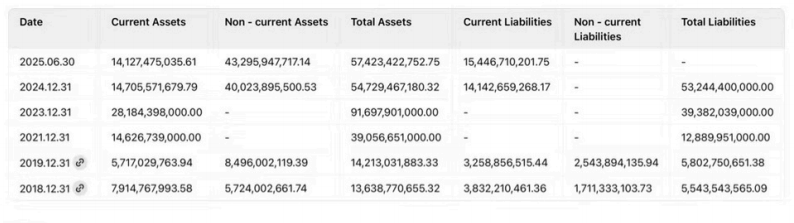 Date Current Assets Non - current Assets Total Assets Current Liabilities Non - current Liabilities Total Liabilities
2025.06.30 14,127,475,035.61 43,295,947,717.14 57,423,422,752.75 15,446,710,201.75 - -
2024.12.31 14,705,571,679.79 40,023,895,500.53 54,729,467,180.32 14,142,659,268.17 - 53,244,400,000.00
2023.12.31 28,184,398,000.00 - 91,697,901,000.00 - - 39,382,039,000.00
2021.12.31 14,626,739,000.00 - 39,056,651,000.00 - - 12,889,951,000.00
2019.12.31 5,717,029,763.94 8,496,002,119.39 14,213,031,883.33 3,258,856,515.44 2,543,894,135.94 5,802,750,651.38
2018.12.31 7,914,767,993.58 5,724,002,661.74 13,638,770,655.32 3,832,210,461.36 1,711,333,103.73 5,543,543,565.09